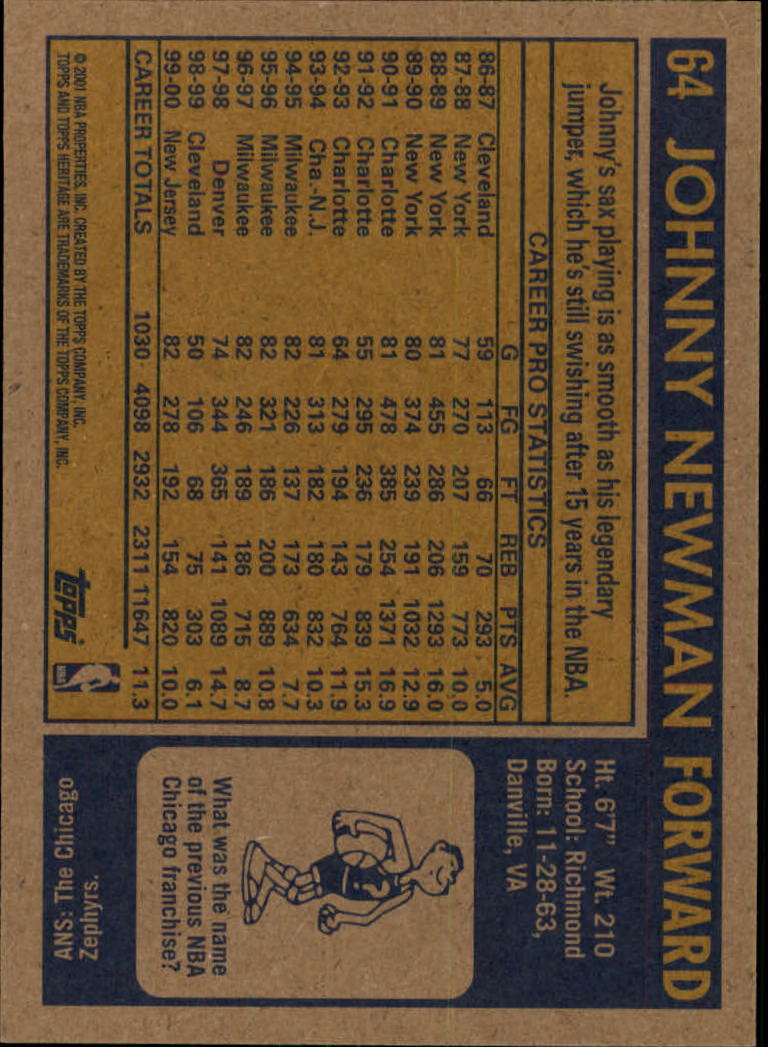 64 JOHNNY NEWMAN FORWARD
Johnny's sax playing is as smooth as his legendary
jumper, which he's still swishing after 15 years in the NBA.
CAREER PRO STATISTICS
G FG FT REB PTS AVG
86-87 Cleveland 59 113 66 70 293 5.0
87-88 New York 77 270 207 159 773 10.0
88-89 New York 81 455 286 206 1293 16.0
89-90 New York 80 374 239 191 1032 12.9
90-91 Charlotte 81 478 385 254 1371 16.9
91-92 Charlotte 55 295 236 179 839 15.3
92-93 Charlotte 64 279 194 143 764 11.9
93-94 Cha.-N.J. 81 313 182 180 832 10.3
94-95 Milwaukee 82 226 137 173 634 7.7
95-96 Milwaukee 82 321 186 200 889 10.8
96-97 Milwaukee 82 246 189 186 715 8.7
97-98 Denver 74 344 365 141 1089 14.7
98-99 Cleveland 50 106 68 75 303 6.1
99-00 New Jersey 82 278 192 154 820 10.0
CAREER TOTALS 1030 4098 2932 2311 11647 11.3
© 2001 NBA PROPERTIES, INC. CREATED BY THE TOPPS COMPANY, INC.
TOPPS AND TOPPS HERITAGE ARE TRADEMARKS OF THE TOPPS COMPANY, INC.
topps
NBA
Ht. 6'7" Wt. 210
School: Richmond
Born: 11-28-63,
Danville, VA
?
What was the name
of the previous NBA
Chicago franchise?
ANS: The Chicago
Zephyrs.